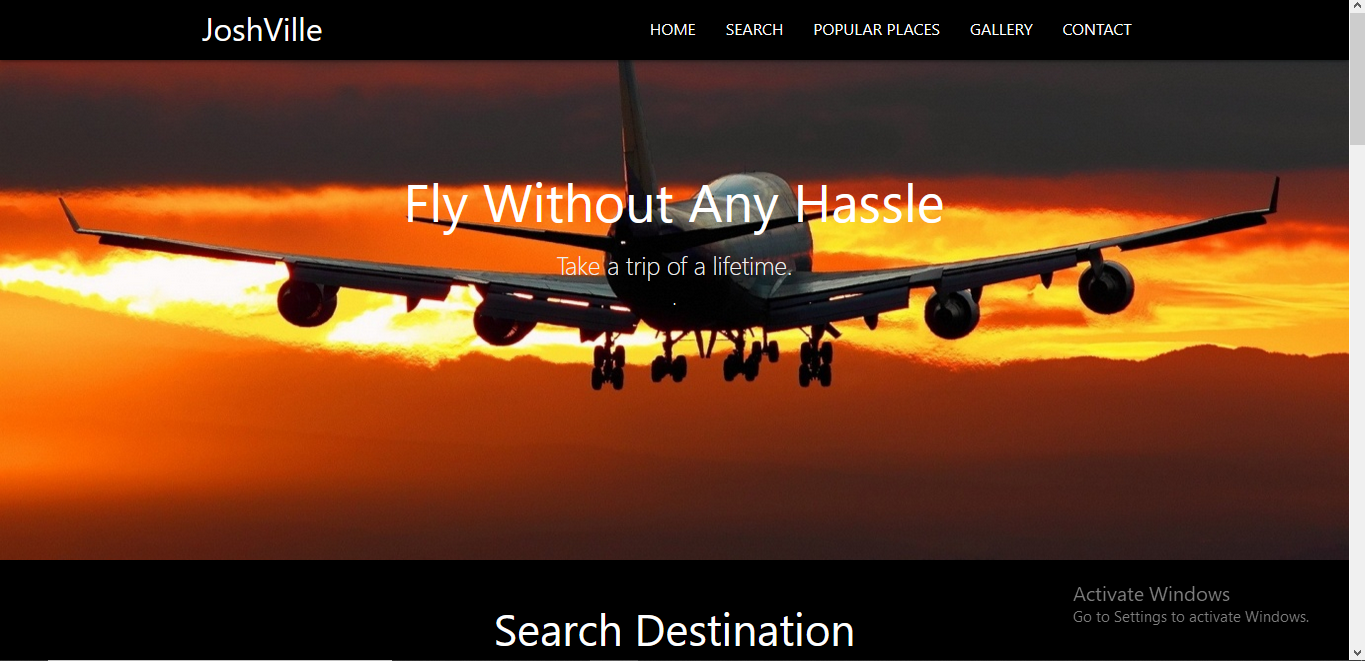 JoshVille
HOME SEARCH POPULAR PLACES GALLERY CONTACT
Fly Without Any Hassle
Take a trip of a lifetime.
Search Destination
Activate Windows
Go to Settings to activate Windows.